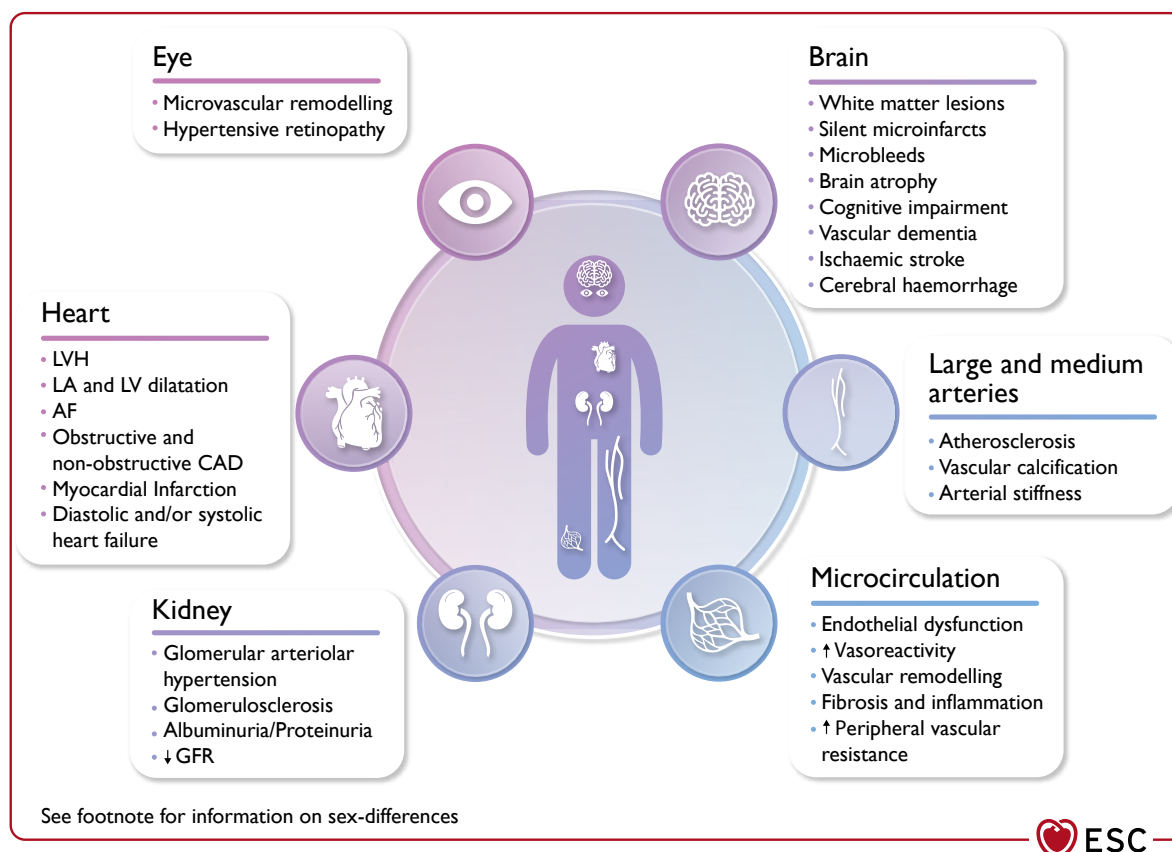 Eye
• Microvascular remodelling
• Hypertensive retinopathy
Brain
• White matter lesions
• Silent microinfarcts
• Microbleeds
• Brain atrophy
• Cognitive impairment
• Vascular dementia
• Ischaemic stroke
• Cerebral haemorrhage
Heart
• LVH
• LA and LV dilatation
• AF
• Obstructive and
non-obstructive CAD
• Myocardial Infarction
• Diastolic and/or systolic
heart failure
Large and medium
arteries
• Atherosclerosis
• Vascular calcification
• Arterial stiffness
Kidney
• Glomerular arteriolar
hypertension
• Glomerulosclerosis
• Albuminuria/Proteinuria
• ↓ GFR
Microcirculation
• Endothelial dysfunction
• ↑ Vasoreactivity
• Vascular remodelling
• Fibrosis and inflammation
• ↑ Peripheral vascular
resistance
See footnote for information on sex-differences
ESC